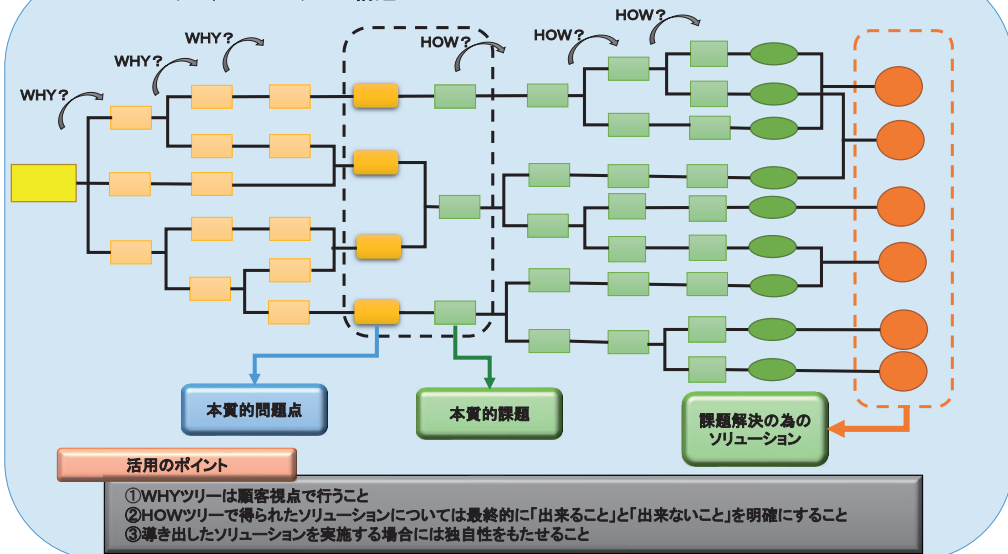 WHY?
WHY?
WHY?
HOW?
HOW?
HOW?
本質的問題点
本質的課題
課題解決の為の
ソリューション
活用のポイント
①WHYツリーは顧客視点で行うこと
②HOWツリーで得られたソリューションについては最終的に「出来ること」と「出来ないこと」を明確にすること
③導き出したソリューションを実施する場合には独自性をもたせること